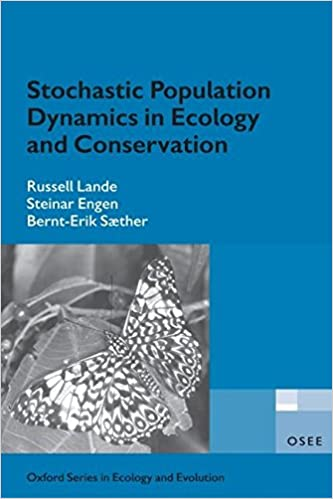 Stochastic Population
Dynamics in Ecology
and Conservation
Russell Lande
Steinar Engen
Bernt-Erik Sæther
OSEE
Oxford Series in Ecology and Evolution